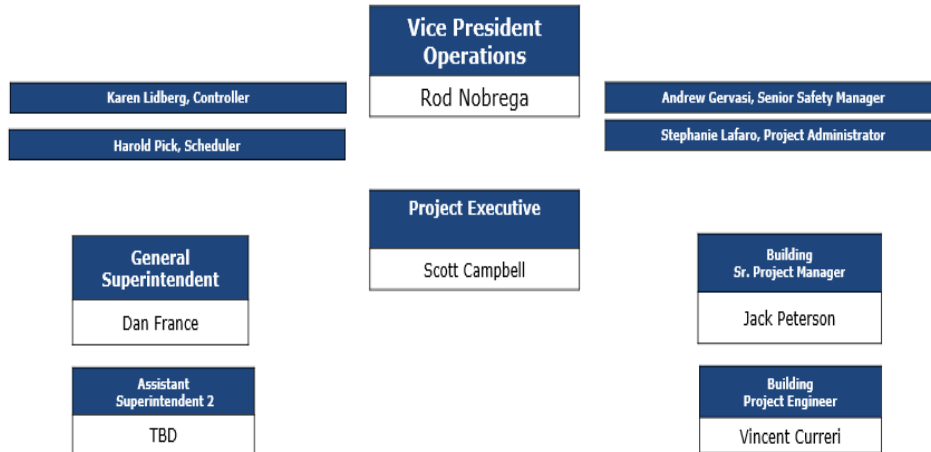 Vice President
Operations
Rod Nobrega
Karen Lidberg, Controller
Harold Pick, Scheduler
Andrew Gervasi, Senior Safety Manager
Stephanie Lafaro, Project Administrator
Project Executive
Scott Campbell
General
Superintendent
Dan France
Building
Sr. Project Manager
Jack Peterson
Assistant
Superintendent 2
TBD
Building
Project Engineer
Vincent Curreri